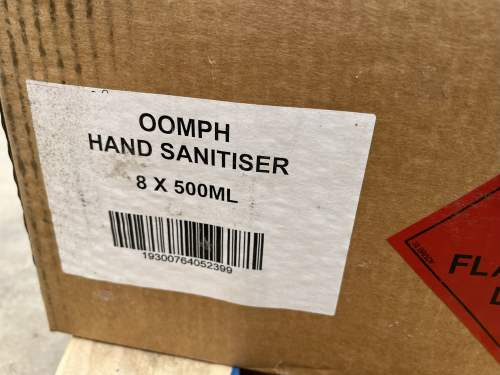 OOMPH
HAND SANITISER
8 X 500ML
19300764052399